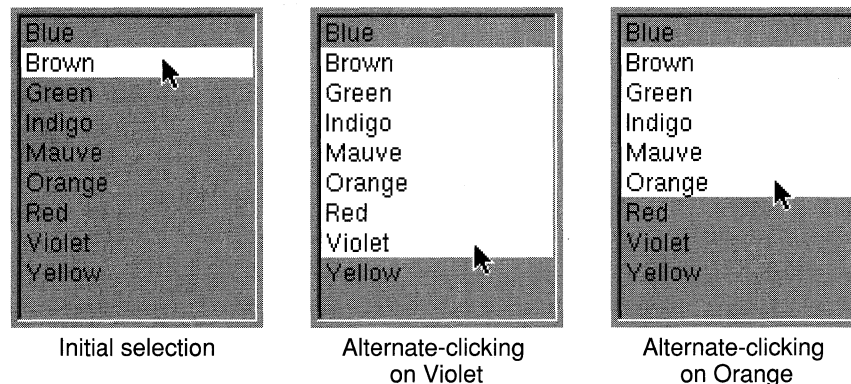 Blue
Brown
Green
Indigo
Mauve
Orange
Red
Violet
Yellow
Initial selection
Blue
Brown
Green
Indigo
Mauve
Orange
Red
Violet
Yellow
Alternate-clicking
on Violet
Blue
Brown
Green
Indigo
Mauve
Orange
Red
Violet
Yellow
Alternate-clicking
on Orange